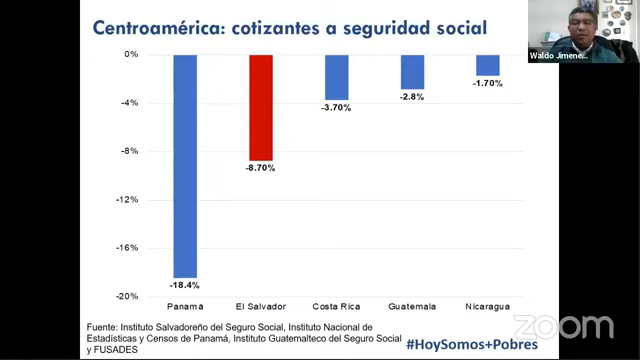 Centroamérica: cotizantes a seguridad social
Waldo Jimene...
0%
-4%
-8%
-12%
-16%
-20%
-18.4%
-8.70%
-3.70%
-2.8%
-1.70%
Panamá
El Salvador
Costa Rica
Guatemala
Nicaragua
Fuente: Instituto Salvadoreño del Seguro Social, Instituto Nacional de
Estadísticas y Censos de Panamá, Instituto Guatemalteco del Seguro Social
y FUSADES
#HoySomos+Pobres
zoom